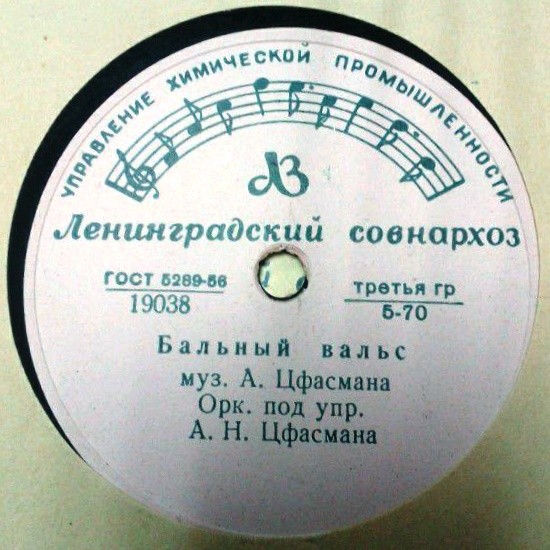 УПРАВЛЕНИЕ ХИМИЧЕСКОЙ ПРОМЫШЛЕННОСТИ
АЗ
Ленинградский совнархоз
ГОСТ 5289-56
19038
третья гр
5-70
Бальный вальс
муз. А. Цфасмана
Орк. под упр.
А. Н. Цфасмана